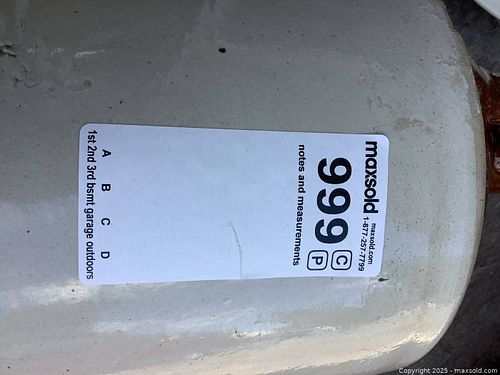 maxsold
maxsold.com
1-877-257-7799
999
C
P
notes and measurements
A B C D
1st 2nd 3rd bsmt garage outdoors
Copyright 2025 - maxsold.com